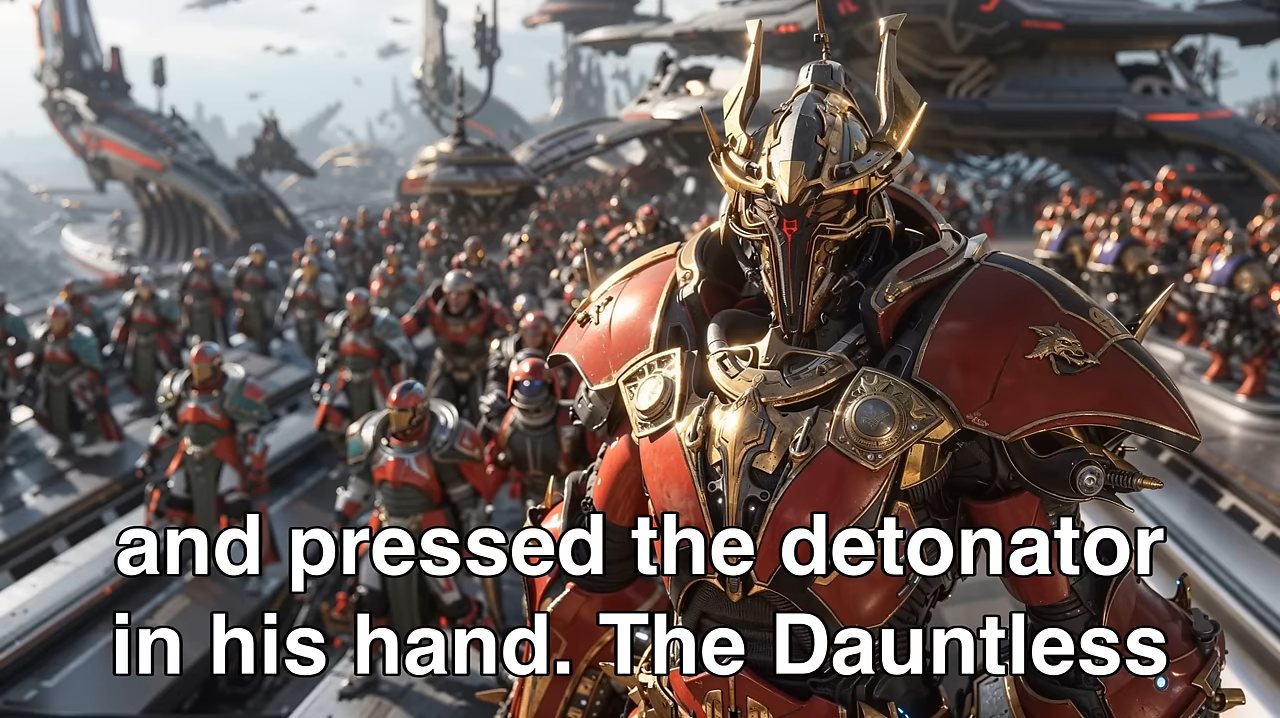 and pressed the detonator
in his hand. The Dauntless